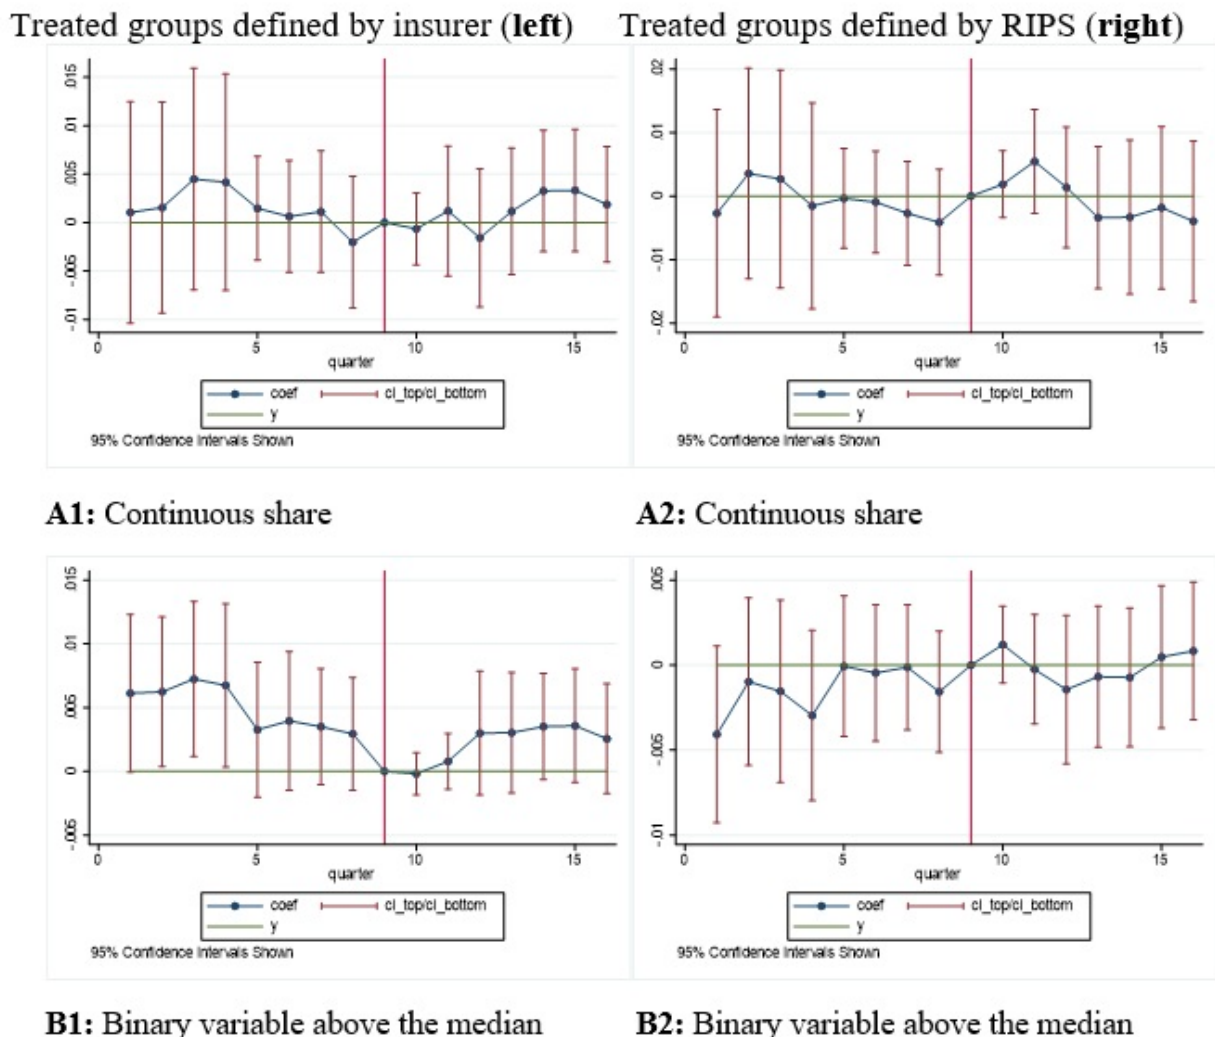 Treated groups defined by insurer (left) Treated groups defined by RIPS (right)
.015
.01
.005
0
-.005
-.01
0 5 10 15
quarter
coef ci_top/ci_bottom
y
95% Confidence Intervals Shown
.02
.01
0
-.01
-.02
0 5 10 15
quarter
coef ci_top/ci_bottom
y
95% Confidence Intervals Shown
A1: Continuous share A2: Continuous share
.015
.01
.005
0
-.005
0 5 10 15
quarter
coef ci_top/ci_bottom
y
95% Confidence Intervals Shown
.005
0
-.005
-.01
0 5 10 15
quarter
coef ci_top/ci_bottom
y
95% Confidence Intervals Shown
B1: Binary variable above the median B2: Binary variable above the median